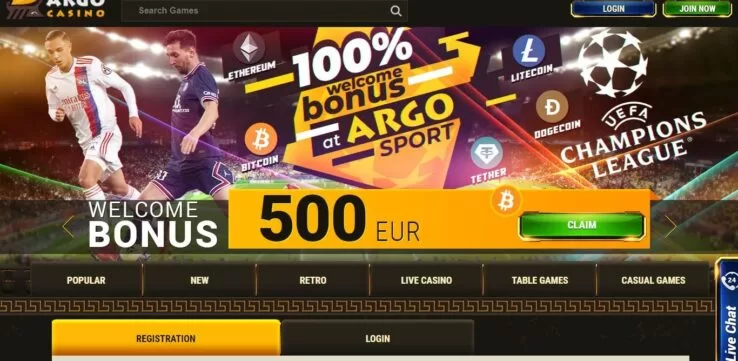 ARGO
CASINO
Search Games
LOGIN
JOIN NOW
ETHEREUM
100%
welcome
bonus
at ARGO
SPORT
LITECOIN
DOGECOIN
BITCOIN
TETHER
UEFA
CHAMPIONS
LEAGUE
WELCOME
BONUS
500 EUR
CLAIM
POPULAR
NEW
RETRO
LIVE CASINO
TABLE GAMES
CASUAL GAMES
24
Live Chat
REGISTRATION
LOGIN